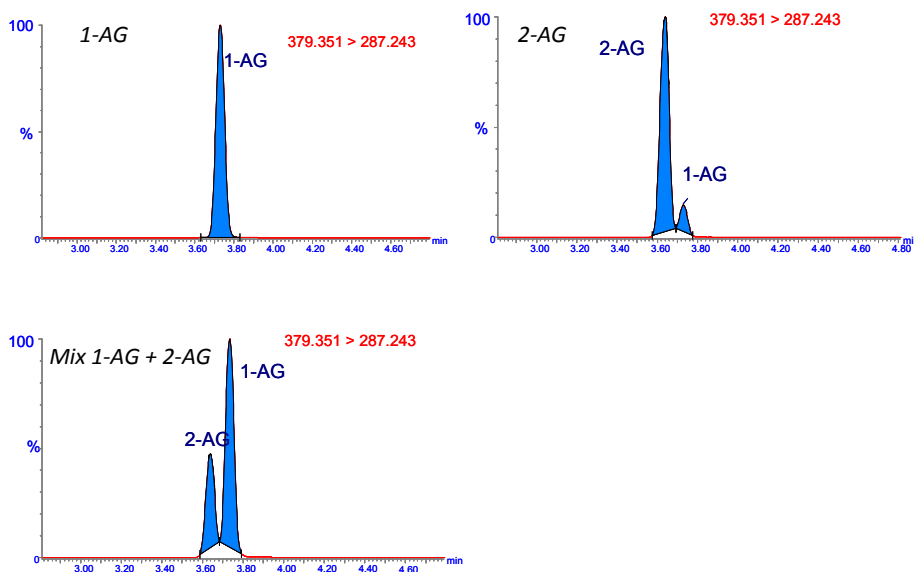 100
1-AG
379.351 > 287.243
1-AG
%
0
3.00 3.20 3.40 3.60 3.80 4.00 4.20 4.40 4.60
min
100
2-AG
379.351 > 287.243
2-AG
%
1-AG
0
3.00 3.20 3.40 3.60 3.80 4.00 4.20 4.40 4.60 4.80
mi
100
379.351 > 287.243
Mix 1-AG + 2-AG
1-AG
2-AG
%
0
3.00 3.20 3.40 3.60 3.80 4.00 4.20 4.40 4.60
min